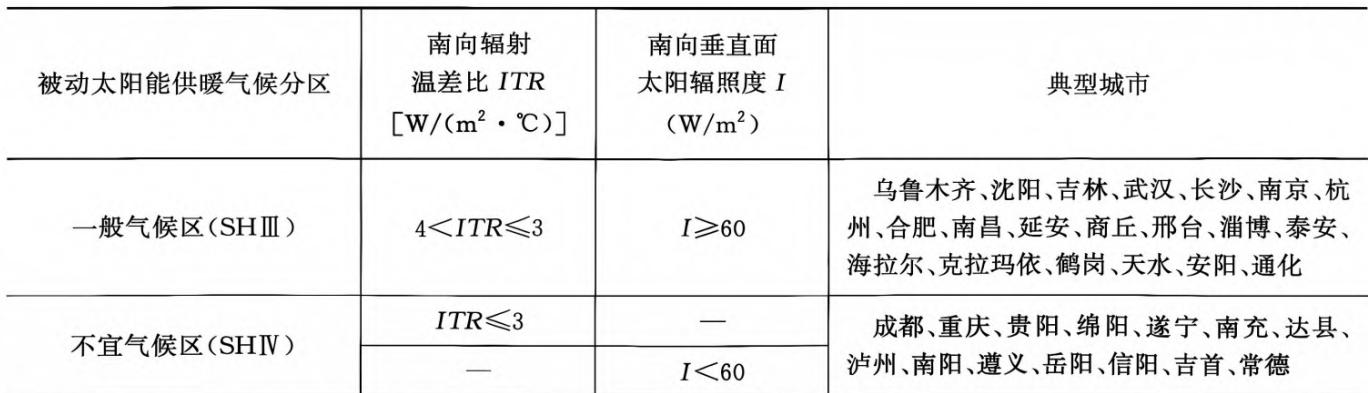 被动太阳能供暖气候分区
南向辐射
温差比 ITR
[W/(m²·℃)]
南向垂直面
太阳辐照度 I
(W/m²)
典型城市
一般气候区(SHⅢ)
4<ITR≤3
I≥60
乌鲁木齐、沈阳、吉林、武汉、长沙、南京、杭
州、合肥、南昌、延安、商丘、邢台、淄博、泰安、
海拉尔、克拉玛依、鹤岗、天水、安阳、通化
不宜气候区(SHⅣ)
ITR≤3
—
—
I<60
成都、重庆、贵阳、绵阳、遂宁、南充、达县、
泸州、南阳、遵义、岳阳、信阳、吉首、常德